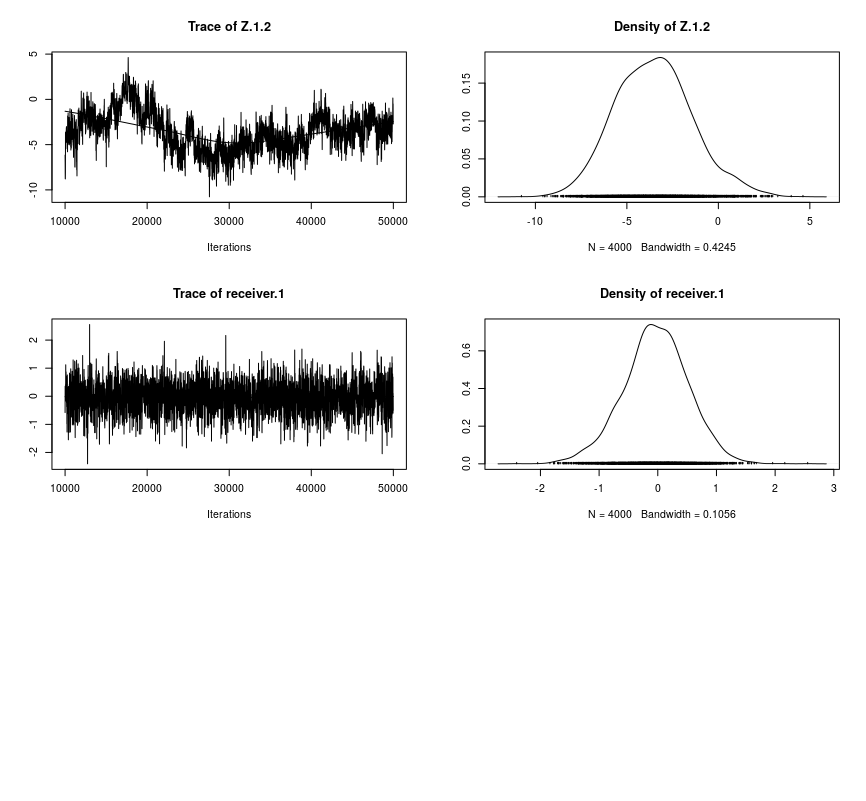 Trace of Z.1.2
5
0
-5
-10
10000 20000 30000 40000 50000
Iterations
Density of Z.1.2
0.15
0.10
0.05
0.00
-10 -5 0 5
N = 4000 Bandwidth = 0.4245
Trace of receiver.1
2
1
0
-1
-2
10000 20000 30000 40000 50000
Iterations
Density of receiver.1
0.6
0.4
0.2
0.0
-2 -1 0 1 2 3
N = 4000 Bandwidth = 0.1056